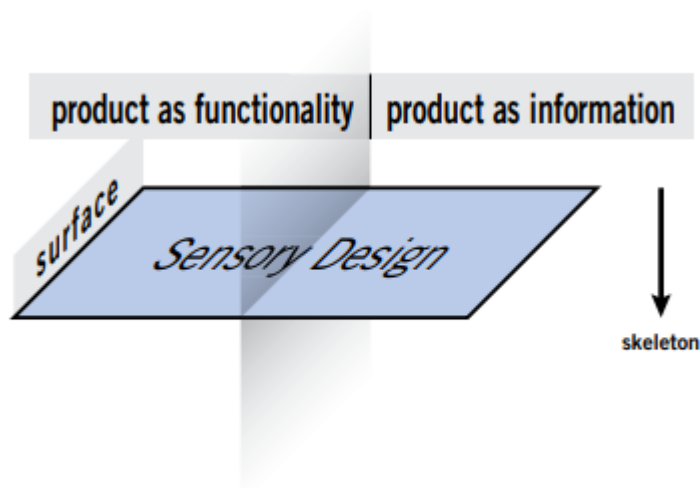 product as functionality
product as information
surface
Sensory Design
skeleton